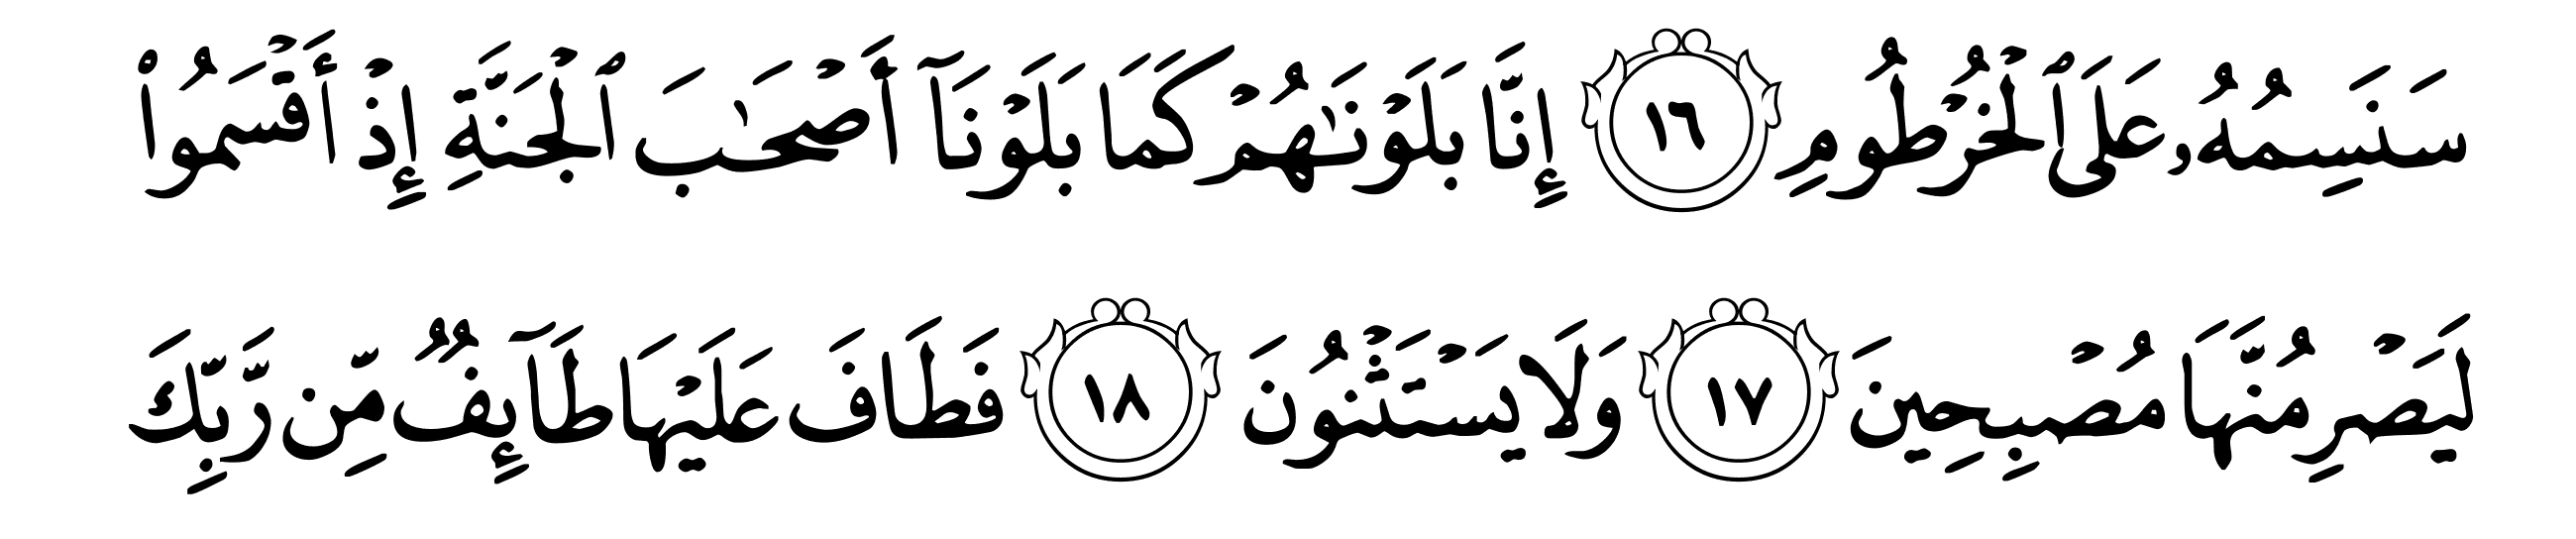 سَنَسِمُهُۥ عَلَى ٱلْخُرْطُومِ ١٦ إِنَّا بَلَوْنَٰهُمْ كَمَا بَلَوْنَآ أَصْحَٰبَ ٱلْجَنَّةِ إِذْ أَقْسَمُوا۟
لَيَصْرِمُنَّهَا مُصْبِحِينَ ١٧ وَلَا يَسْتَثْنُونَ ١٨ فَطَافَ عَلَيْهَا طَآئِفٌ مِّن رَّبِّكَ